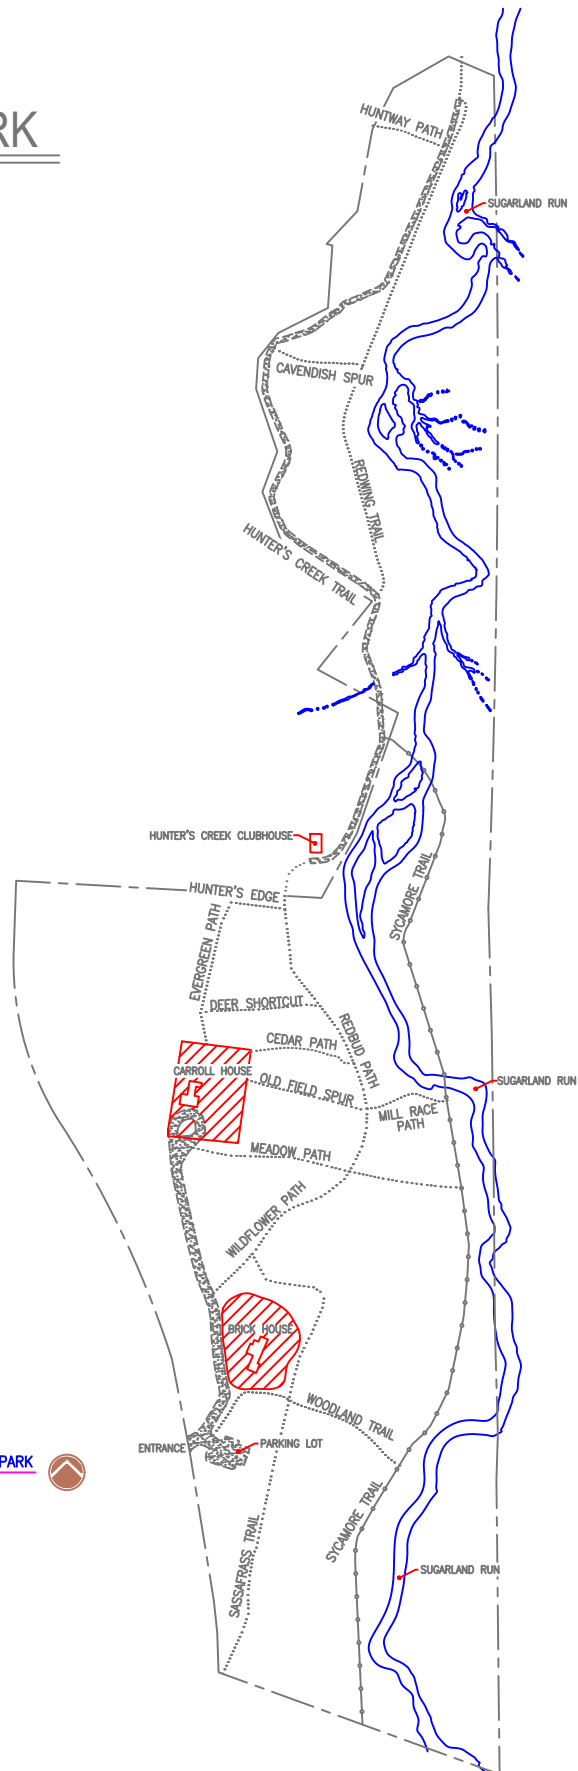 RK
HUNTWAY PATH
SUGARLAND RUN
CAVENDISH SPUR
REDWING TRAIL
HUNTER'S CREEK TRAIL
HUNTER'S CREEK CLUBHOUSE
SYCAMORE TRAIL
HUNTER'S EDGE
EVERGREEN PATH
DEER SHORTCUT
REDBUD PATH
CEDAR PATH
CARROLL HOUSE
OLD FIELD SPUR
SUGARLAND RUN
MILL RACE
PATH
MEADOW PATH
WILDFLOWER PATH
BRICK HOUSE
WOODLAND TRAIL
ENTRANCE
PARKING LOT
PARK
SYCAMORE TRAIL
SASSAFRASS TRAIL
SUGARLAND RUN